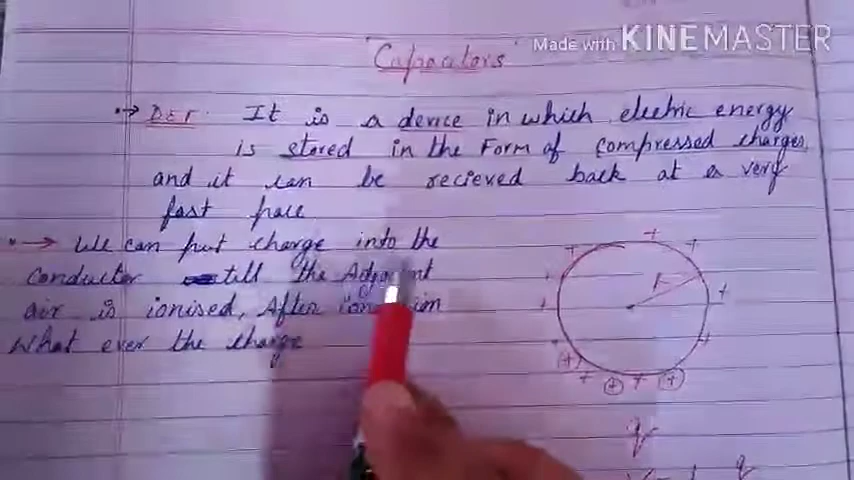 Capacitors
Made with KINEMASTER
•→ DEF. It is a device in which electric energy
is stored in the Form of compressed charges
and it can be recieved back at a very
fast pace
•→ We can put charge into the
conductor till the
air is ionised, After
What ever the charge
+ + +
+ r
+ +
+
(+)
+ (+) + (+)
q